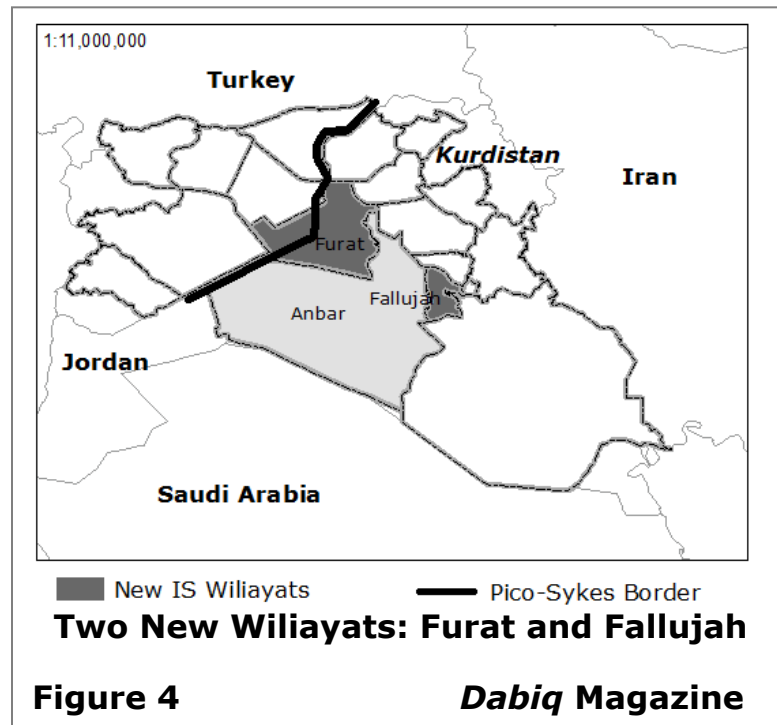 1:11,000,000
Turkey
Kurdistan
Iran
Furat
Fallujah
Anbar
Jordan
Saudi Arabia
New IS Wiliayats
Pico-Sykes Border
Two New Wiliayats: Furat and Fallujah
Figure 4
Dabiq Magazine